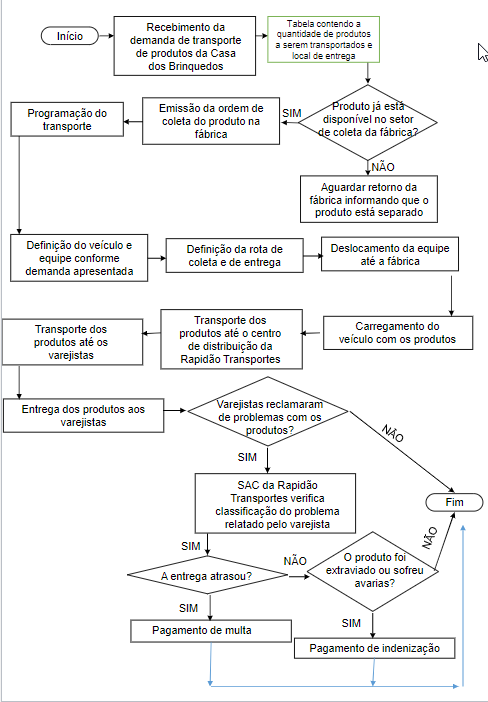 Início
Recebimento da
demanda de transporte
de produtos da Casa
dos Brinquedos
Tabela contendo a
quantidade de produtos
a serem transportados e
local de entrega
Programação do
transporte
Emissão da ordem de
coleta do produto na
fábrica
SIM
Produto já está
disponível no setor
de coleta da fábrica?
NÃO
Aguardar retorno da
fábrica informando que o
produto está separado
Definição do veículo e
equipe conforme
demanda apresentada
Definição da rota de
coleta e de entrega
Deslocamento da equipe
até a fábrica
Carregamento do
veículo com os produtos
Transporte dos
produtos até o centro
de distribuição da
Rapidão Transportes
Transporte dos
produtos até os
varejistas
Entrega dos produtos aos
varejistas
Varejistas reclamaram
de problemas com os
produtos?
NÃO
SIM
SAC da Rapidão
Transportes verifica
classificação do problema
relatado pelo varejista
Fim
SIM
A entrega atrasou?
NÃO
O produto foi
extraviado ou sofreu
avarias?
NÃO
SIM
Pagamento de multa
SIM
Pagamento de indenização